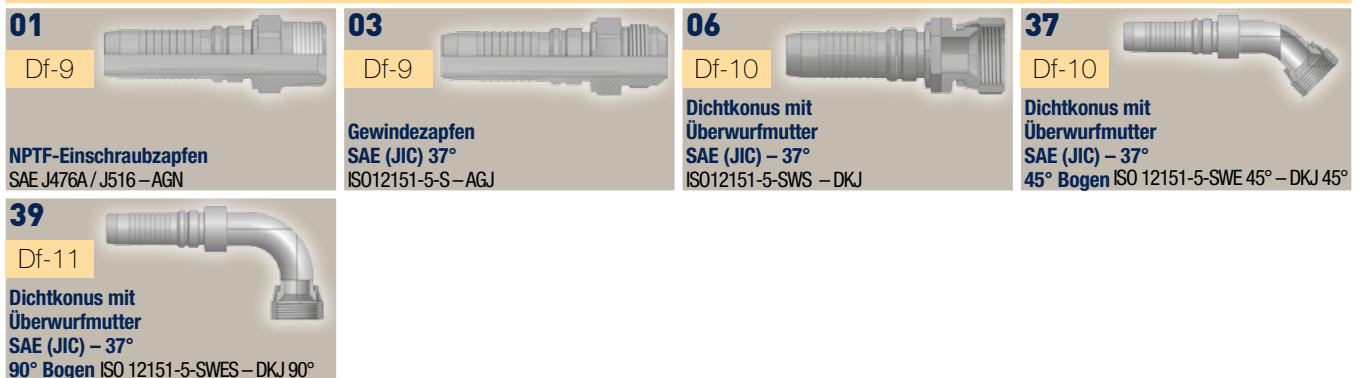 01
Df-9
NPTF-Einschraubzapfen
SAE J476A / J516 – AGN
03
Df-9
Gewindezapfen
SAE (JIC) 37°
ISO12151-5-S – AGJ
06
Df-10
Dichtkonus mit
Überwurfmutter
SAE (JIC) – 37°
ISO12151-5-SWS – DKJ
37
Df-10
Dichtkonus mit
Überwurfmutter
SAE (JIC) – 37°
45° Bogen ISO 12151-5-SWE 45° – DKJ 45°
39
Df-11
Dichtkonus mit
Überwurfmutter
SAE (JIC) – 37°
90° Bogen ISO 12151-5-SWES – DKJ 90°